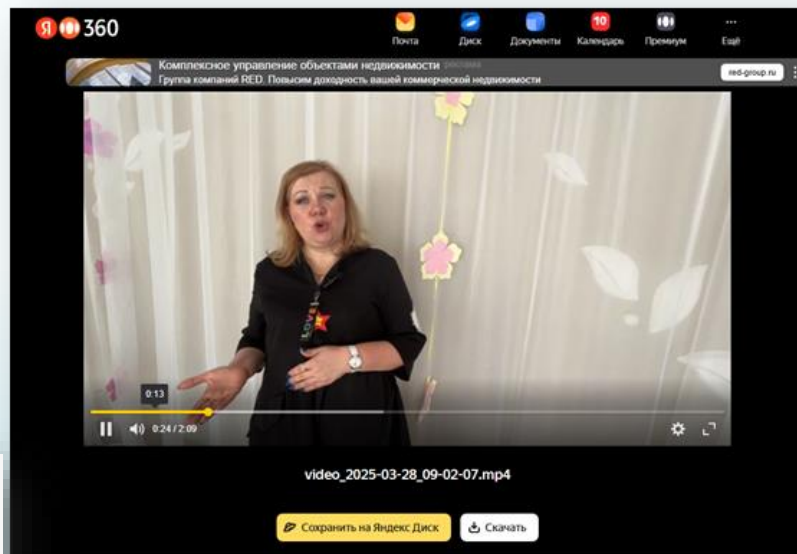 Я 360
Почта
Диск
Документы
10
Календарь
Премиум
Ещё
Комплексное управление объектами недвижимости реклама
Группа компаний RED. Повысим доходность вашей коммерческой недвижимости
red-group.ru
LOVE
0:13
0:24 / 2:09
video_2025-03-28_09-02-07.mp4
Сохранить на Яндекс Диск
Скачать